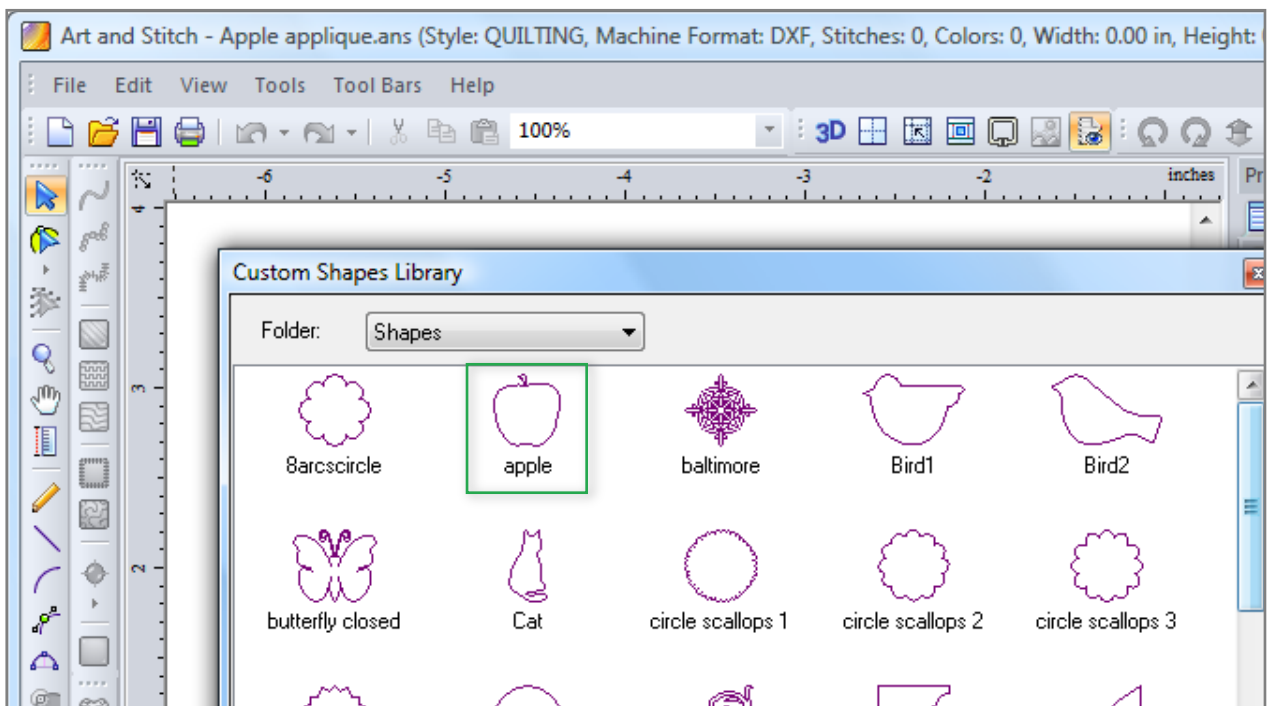 Art and Stitch - Apple applique.ans (Style: QUILTING, Machine Format: DXF, Stitches: 0, Colors: 0, Width: 0.00 in, Height:
File Edit View Tools Tool Bars Help
100% 3D
-6 -5 -4 -3 -2 inches Pr
4
Custom Shapes Library
Folder: Shapes
3
8arcscircle apple baltimore Bird1 Bird2
2
butterfly closed Cat circle scallops 1 circle scallops 2 circle scallops 3